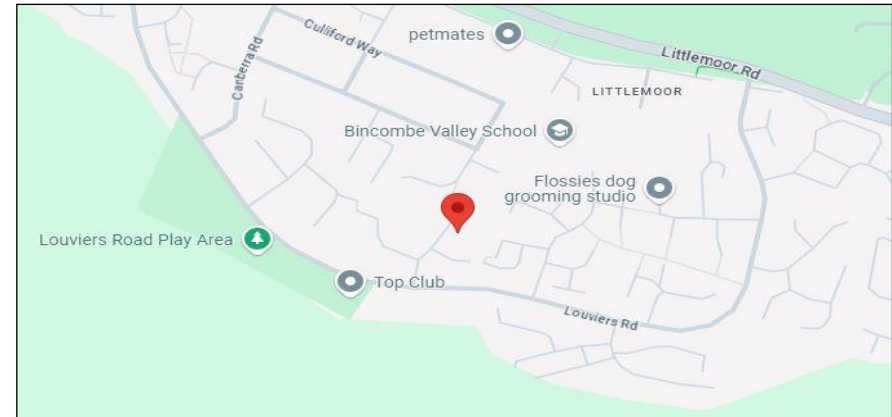 petmates
Culliford Way
Littlemoor Rd
Canberra Rd
LITTLEMOOR
Bincombe Valley School
Flossies dog
grooming studio
Louviers Road Play Area
Top Club
Louviers Rd